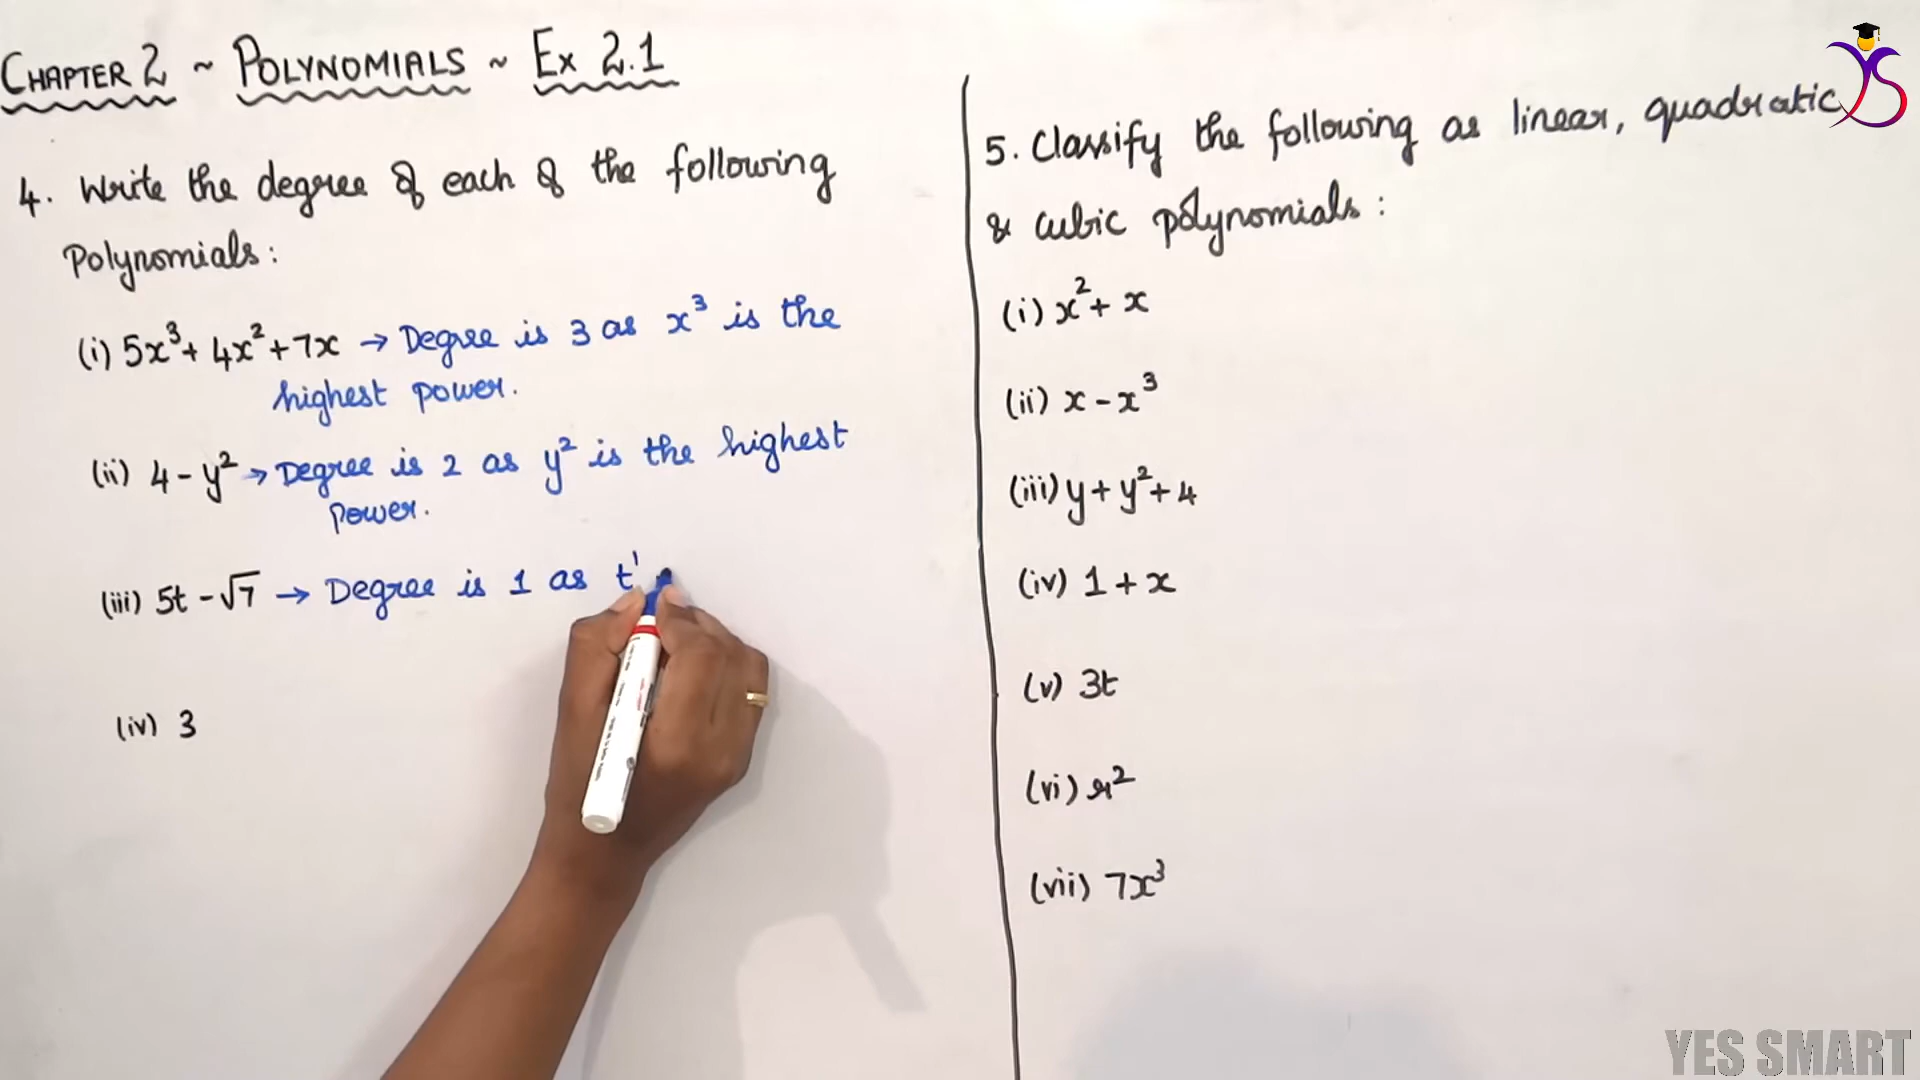 CHAPTER 2 ~ POLYNOMIALS ~ Ex 2.1
4. Write the degree of each of the following
Polynomials:
(i) 5x³ + 4x² + 7x → Degree is 3 as x³ is the
highest power.
(ii) 4 - y² → Degree is 2 as y² is the highest
power.
(iii) 5t - √7 → Degree is 1 as t¹
(iv) 3
5. Classify the following as linear, quadratic
& cubic polynomials:
(i) x² + x
(ii) x - x³
(iii) y + y² + 4
(iv) 1 + x
(v) 3t
(vi) r²
(vii) 7x³
YS
YES SMART